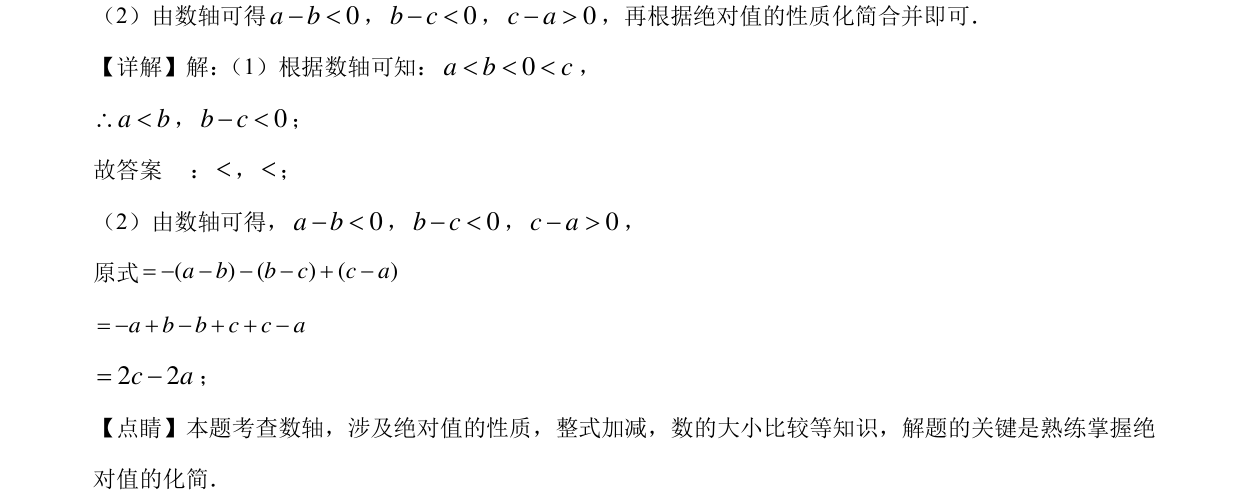 （2）由数轴可得a−b<0，b−c<0，c−a>0，再根据绝对值的性质化简合并即可．
【详解】解：（1）根据数轴可知：a<b<0<c，
∴a<b，b−c<0；
故答案　：<，<；
（2）由数轴可得，a−b<0，b−c<0，c−a>0，
原式=−(a−b)−(b−c)+(c−a)
=−a+b−b+c+c−a
=2c−2a；
【点睛】本题考查数轴，涉及绝对值的性质，整式加减，数的大小比较等知识，解题的关键是熟练掌握绝
对值的化简．